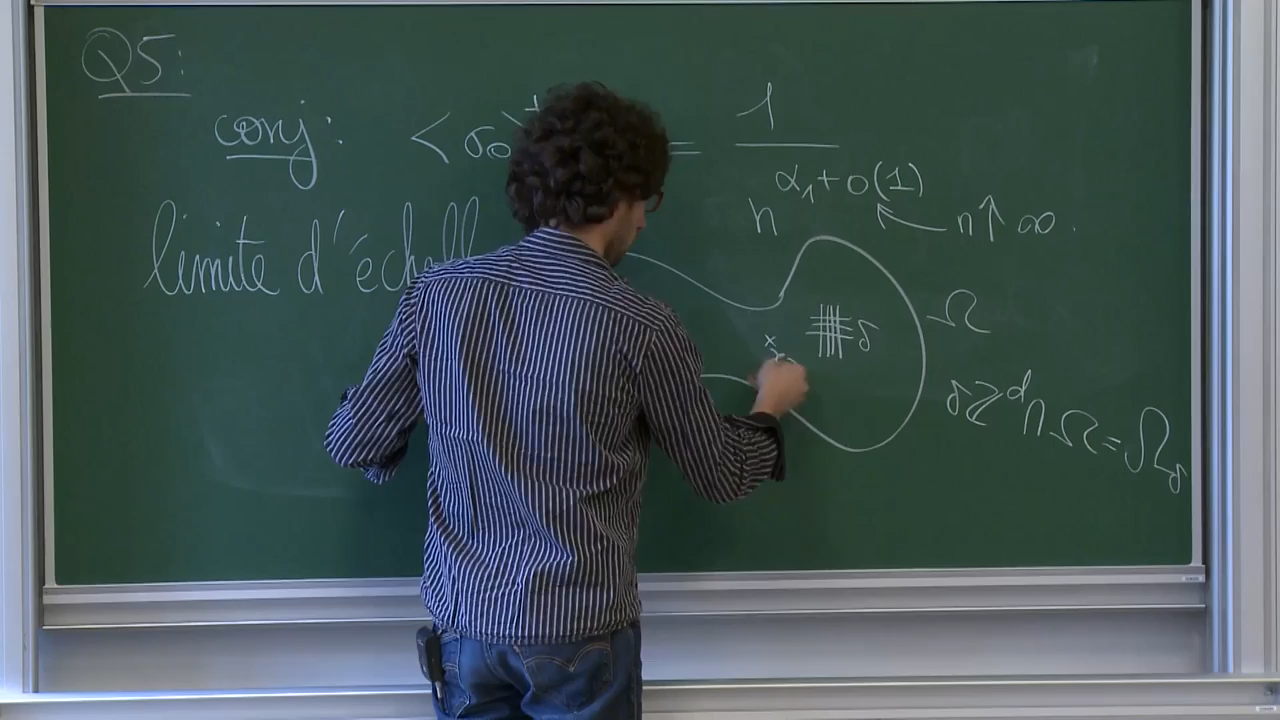 Q5:
conj: < σ₀ = 1 / n^{α₁+o(1)} ← n↑∞.
limite d'échell
Ω
δ
x
δZ^d ∩ Ω = Ω_δ